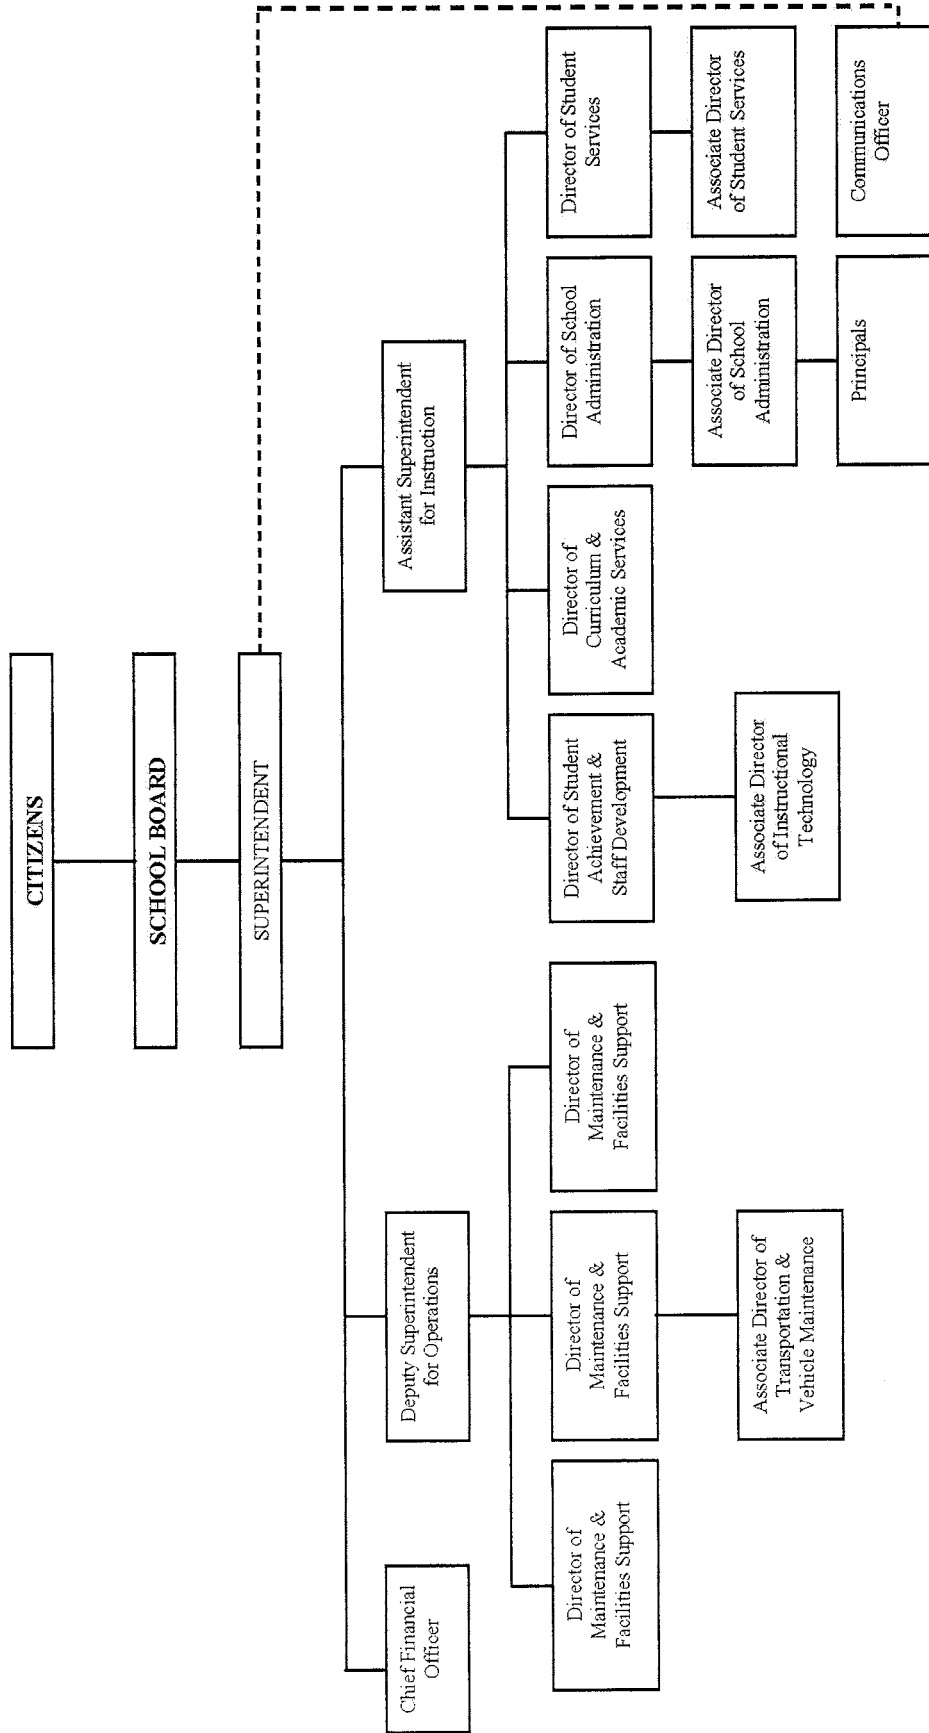 CITIZENS
SCHOOL BOARD
SUPERINTENDENT
Chief Financial
Officer
Deputy Superintendent
for Operations
Assistant Superintendent
for Instruction
Director of
Maintenance &
Facilities Support
Director of
Maintenance &
Facilities Support
Director of
Maintenance &
Facilities Support
Director of Student
Achievement &
Staff Development
Director of
Curriculum &
Academic Services
Director of School
Administration
Director of Student
Services
Associate Director of
Transportation &
Vehicle Maintenance
Associate Director
of Instructional
Technology
Associate Director
of School
Administration
Associate Director
of Student Services
Principals
Communications
Officer